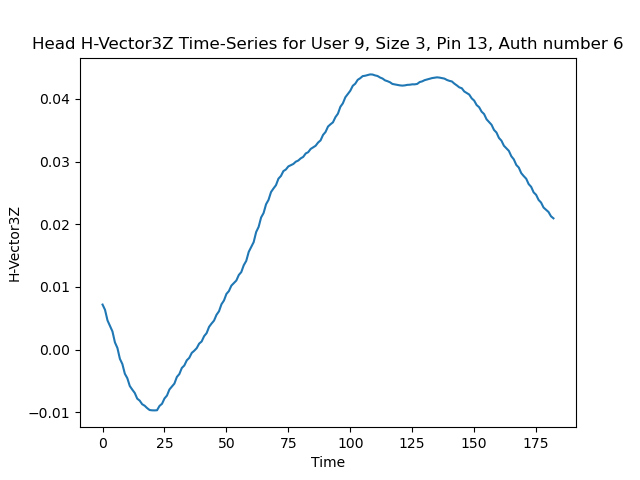 Head H-Vector3Z Time-Series for User 9, Size 3, Pin 13, Auth number 6
H-Vector3Z
0.04
0.03
0.02
0.01
0.00
−0.01
0 25 50 75 100 125 150 175
Time